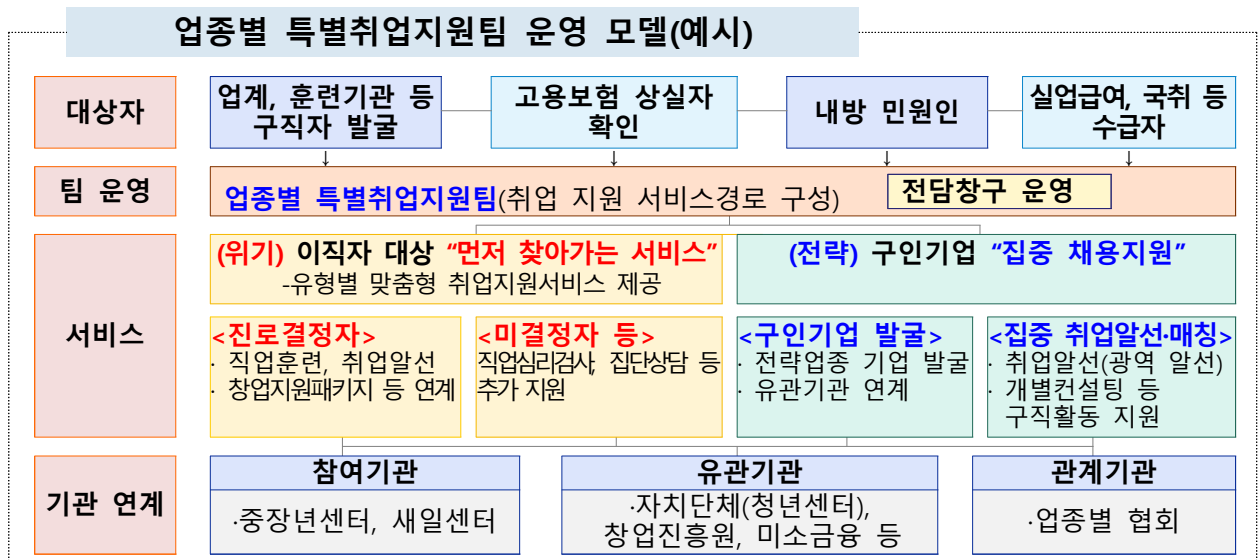 업종별 특별취업지원팀 운영 모델(예시)
대상자
업계, 훈련기관 등
구직자 발굴
고용보험 상실자
확인
내방 민원인
실업급여, 국취 등
수급자
↓ ↓ ↓ ↓
팀 운영
업종별 특별취업지원팀(취업 지원 서비스경로 구성)
전담창구 운영
서비스
(위기) 이직자 대상 “먼저 찾아가는 서비스”
-유형별 맞춤형 취업지원서비스 제공
(전략) 구인기업 “집중 채용지원”
<진로결정자>
· 직업훈련, 취업알선
· 창업지원패키지 등 연계
<미결정자 등>
직업심리검사, 집단상담 등
추가 지원
<구인기업 발굴>
· 전략업종 기업 발굴
· 유관기관 연계
<집중 취업알선·매칭>
· 취업알선(광역 알선)
· 개별컨설팅 등
구직활동 지원
기관 연계
참여기관
·중장년센터, 새일센터
유관기관
·자치단체(청년센터),
창업진흥원, 미소금융 등
관계기관
·업종별 협회